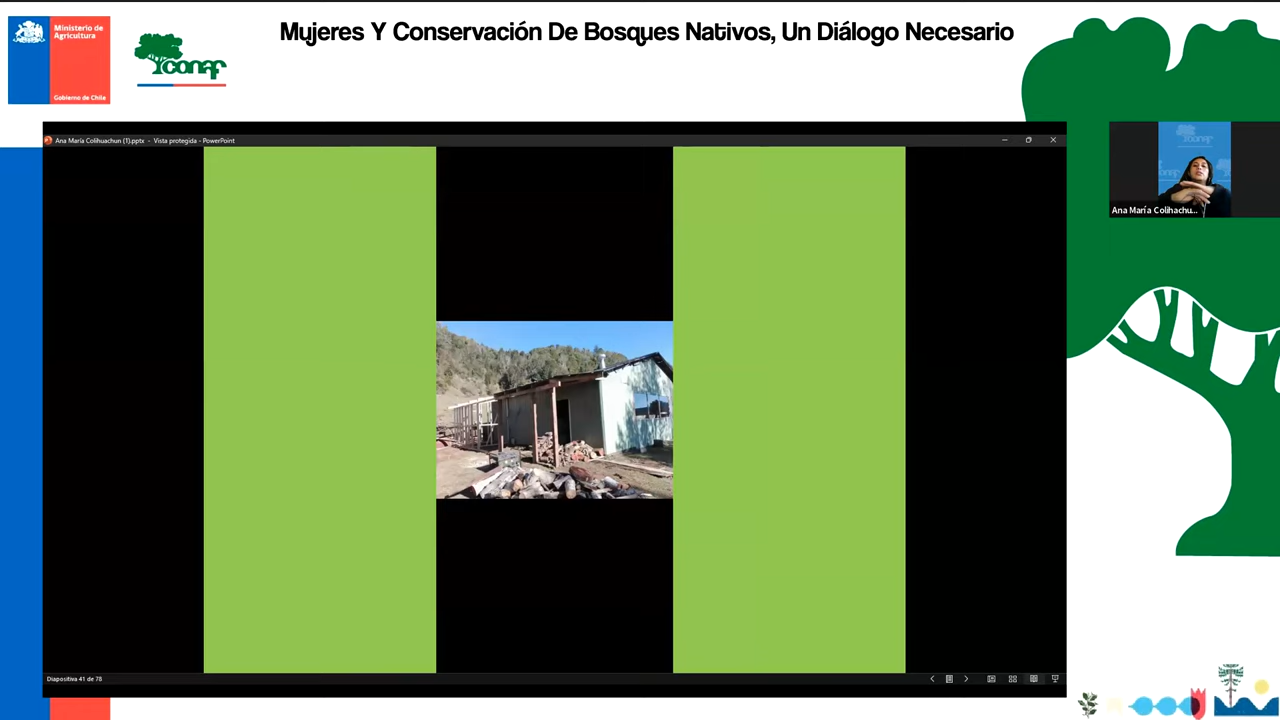 Mujeres Y Conservación De Bosques Nativos, Un Diálogo Necesario
Ministerio de
Agricultura
Gobierno de Chile
conaf
Ana María Colihuachun (1).pptx - Vista protegida - PowerPoint
Ana María Colihachu...
Diapositiva 41 de 78